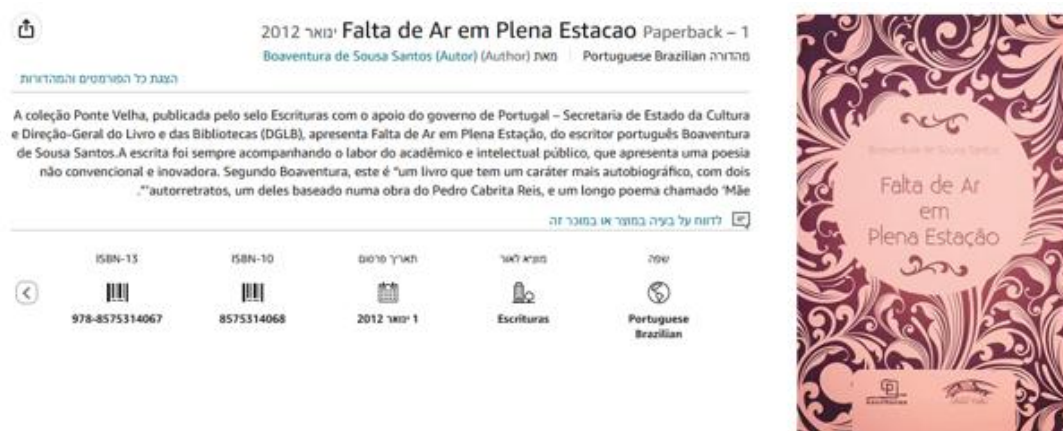 Falta de Ar em Plena Estacao Paperback – 1 ינואר 2012
מהדורה Portuguese Brazilian | מאת Boaventura de Sousa Santos (Autor) (Author)
הצגת כל הפורמטים והמהדורות
A coleção Ponte Velha, publicada pelo selo Escrituras com o apoio do governo de Portugal – Secretaria de Estado da Cultura
e Direção-Geral do Livro e das Bibliotecas (DGLB), apresenta Falta de Ar em Plena Estação, do escritor português Boaventura
de Sousa Santos.A escrita foi sempre acompanhando o labor do acadêmico e intelectual público, que apresenta uma poesia
não convencional e inovadora. Segundo Boaventura, este é “um livro que tem um caráter mais autobiográfico, com dois
autorretratos, um deles baseado numa obra do Pedro Cabrita Reis, e um longo poema chamado ‘Mãe’”.
לדווח על בעיה במוצר או במוכר זה
שפה
Portuguese
Brazilian
מוציא לאור
Escrituras
תאריך פרסום
1 ינואר 2012
ISBN-10
8575314068
ISBN-13
978-8575314067
Boaventura de Sousa Santos
Falta de Ar
em
Plena Estação